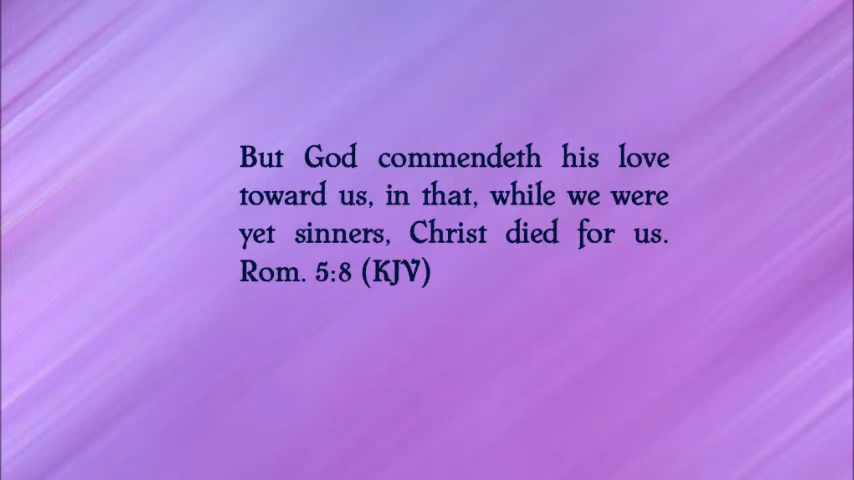 But God commendeth his love
toward us, in that, while we were
yet sinners, Christ died for us.
Rom. 5:8 (KJV)